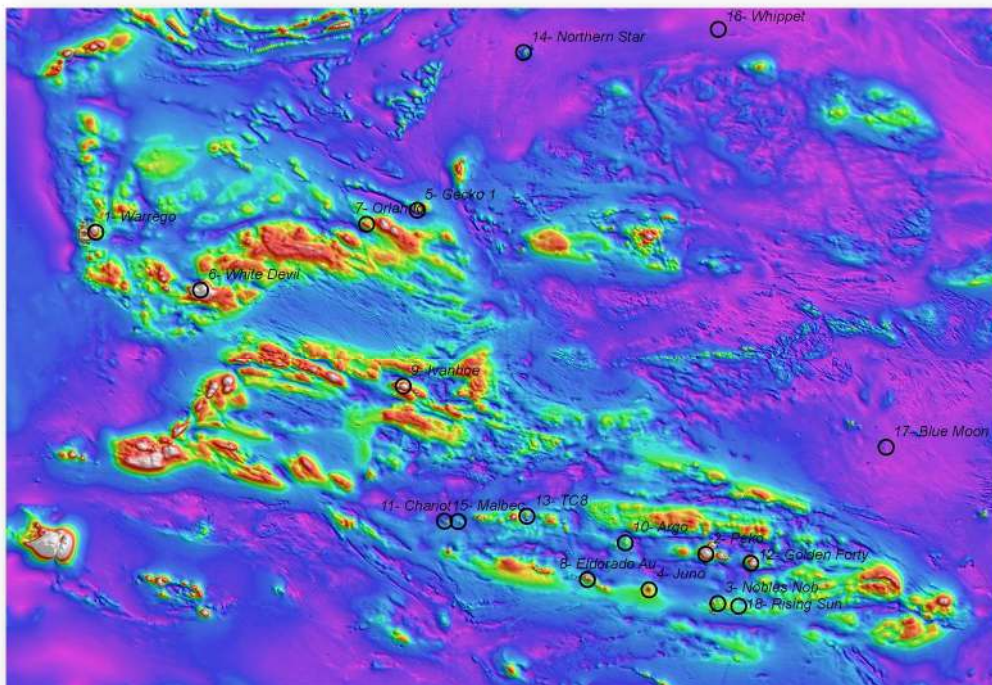 16- Whippet
14- Northern Star
5- Gecko 1
7- Orlando
1- Warrego
6- White Devil
9- Ivanhoe
17- Blue Moon
11- Chariot
15- Malbec
13- TC8
10- Argo
2- Peko
12- Golden Forty
8- Eldorado Au
4- Juno
3- Nobles Nob
18- Rising Sun